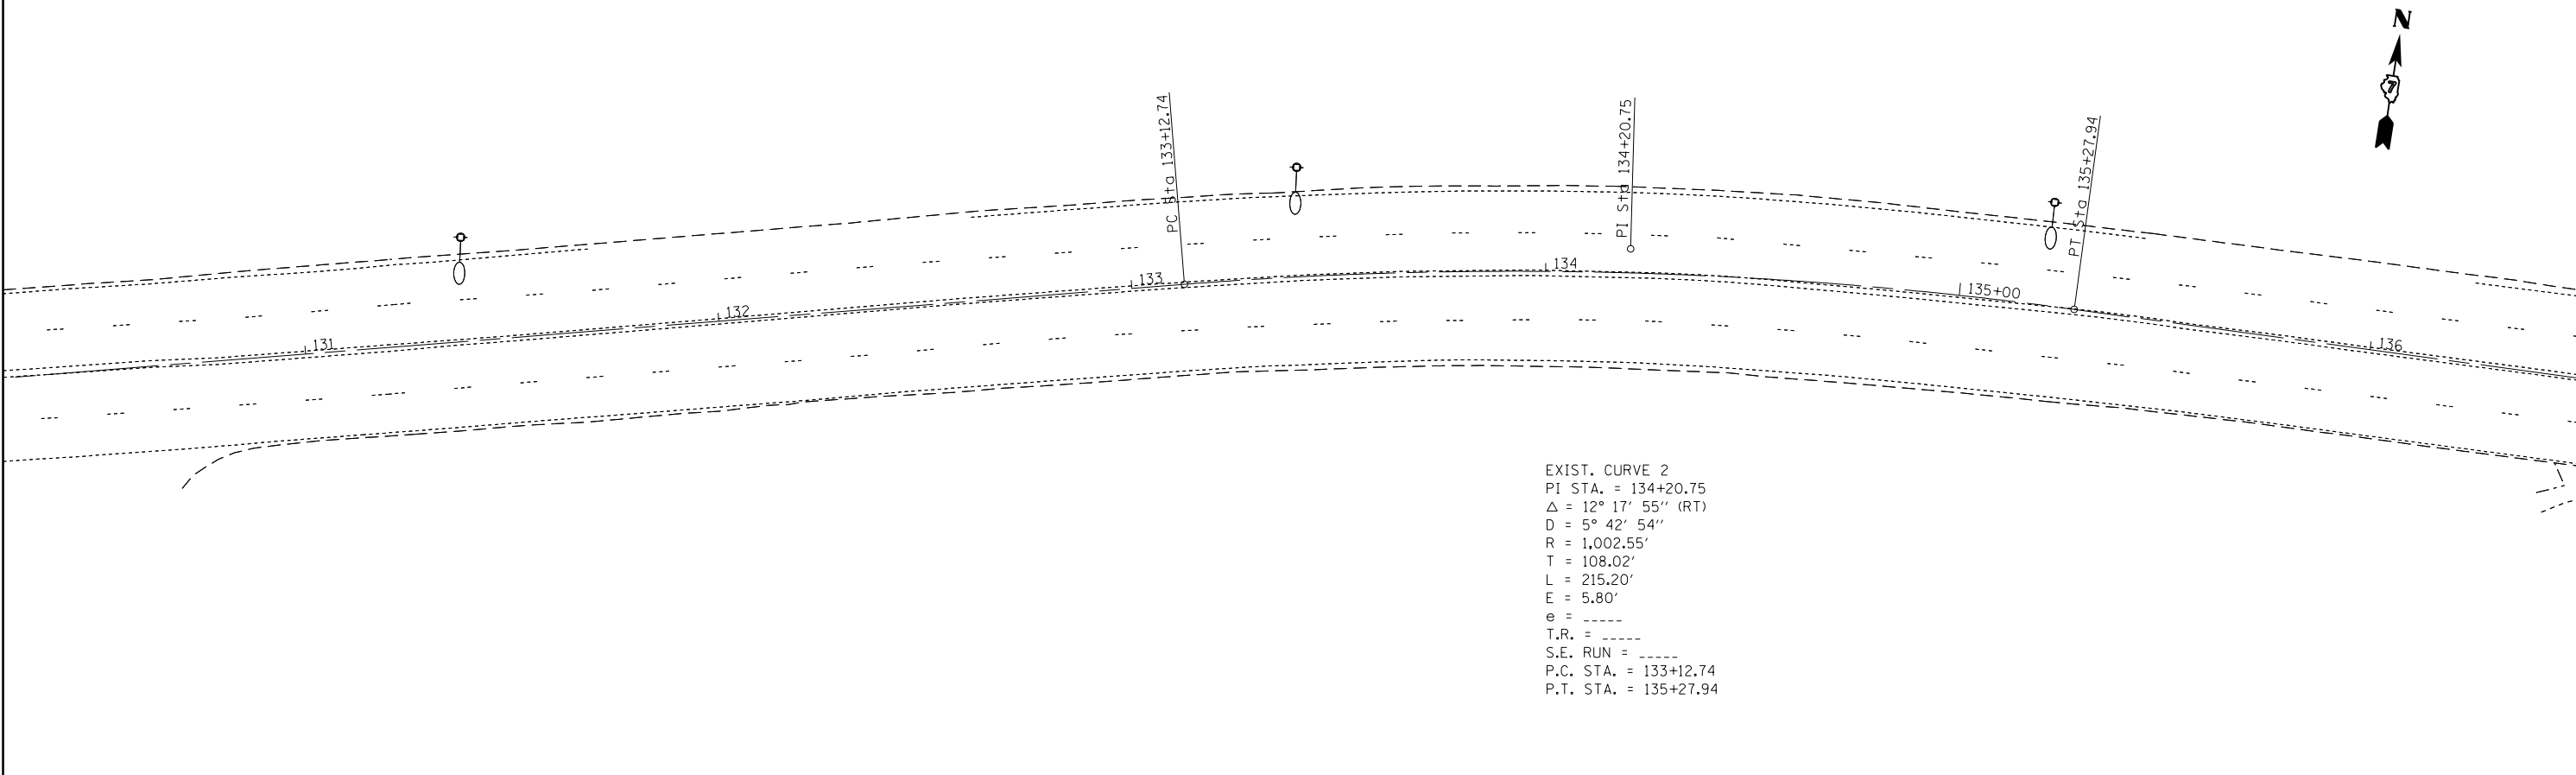 N
7
PC Sta 133+12.74
PI Sta 134+20.75
PT Sta 135+27.94
131
132
133
134
135+00
136
EXIST. CURVE 2
PI STA. = 134+20.75
Δ = 12° 17' 55" (RT)
D = 5° 42' 54"
R = 1,002.55'
T = 108.02'
L = 215.20'
E = 5.80'
e = _____
T.R. = _____
S.E. RUN = _____
P.C. STA. = 133+12.74
P.T. STA. = 135+27.94